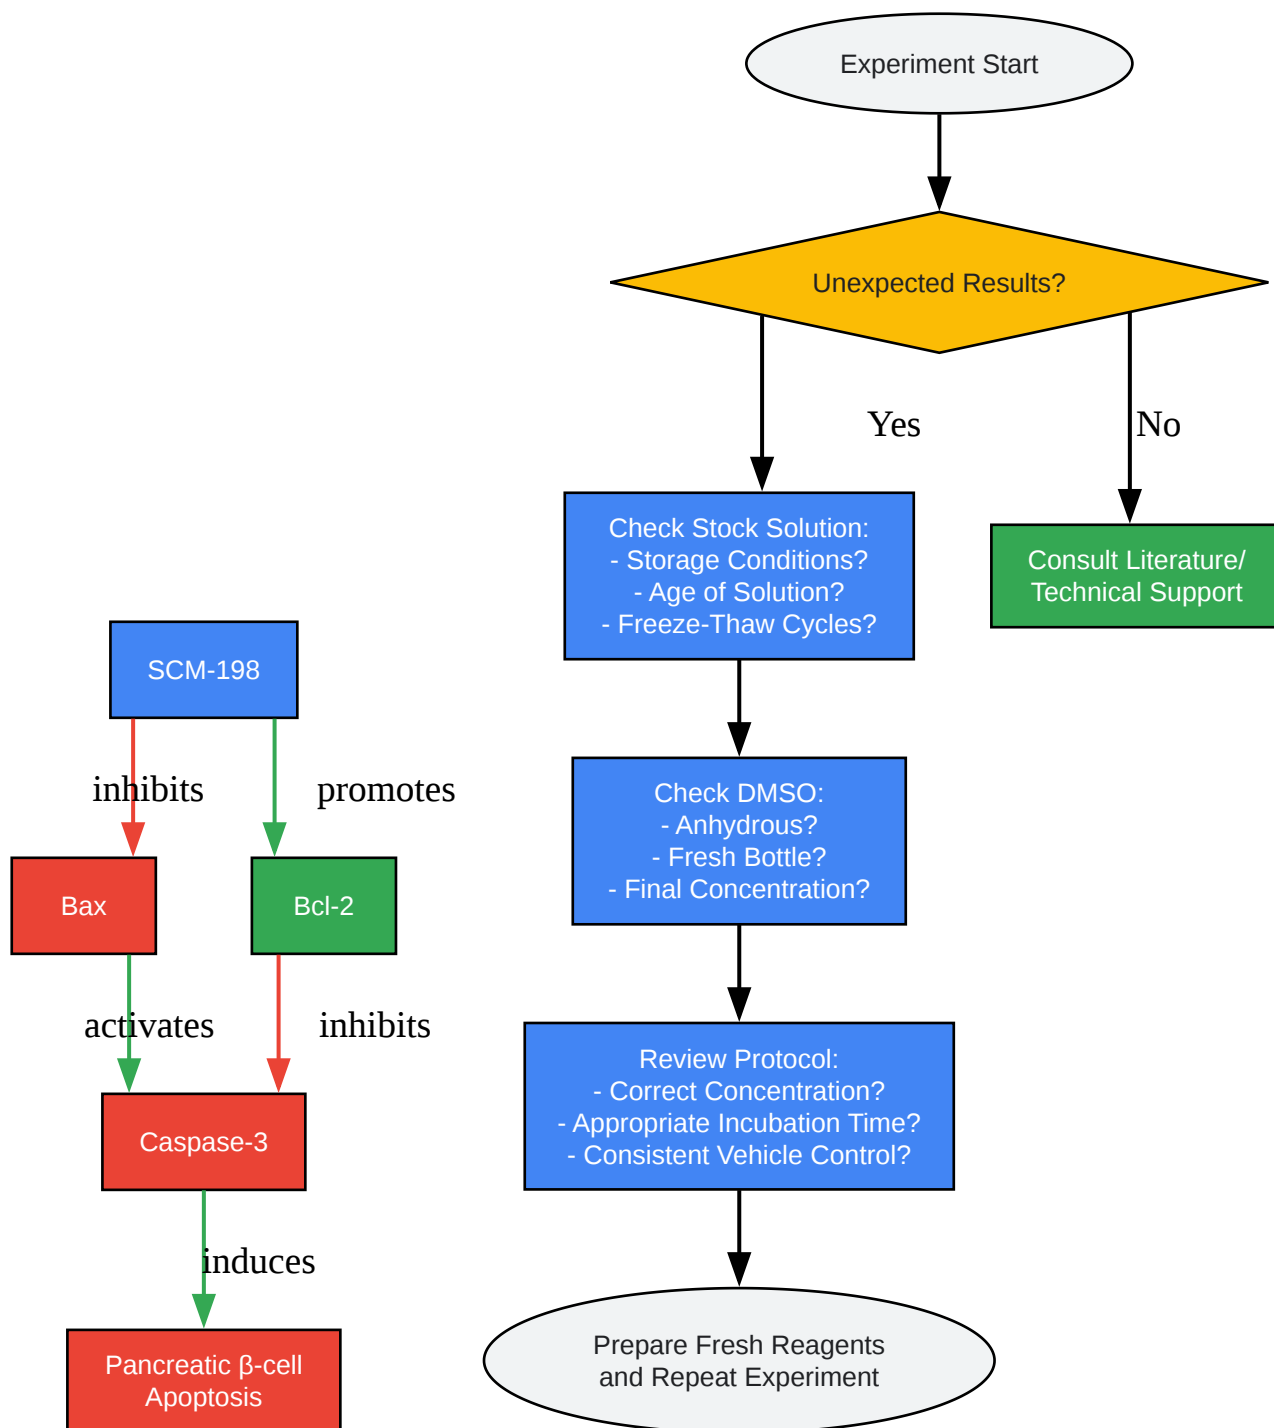 Experiment Start
Unexpected Results?
Yes
No
Check Stock Solution:
- Storage Conditions?
- Age of Solution?
- Freeze-Thaw Cycles?
Consult Literature/
Technical Support
Check DMSO:
- Anhydrous?
- Fresh Bottle?
- Final Concentration?
Review Protocol:
- Correct Concentration?
- Appropriate Incubation Time?
- Consistent Vehicle Control?
Prepare Fresh Reagents
and Repeat Experiment
SCM-198
inhibits
promotes
Bax
Bcl-2
activates
inhibits
Caspase-3
induces
Pancreatic β-cell
Apoptosis